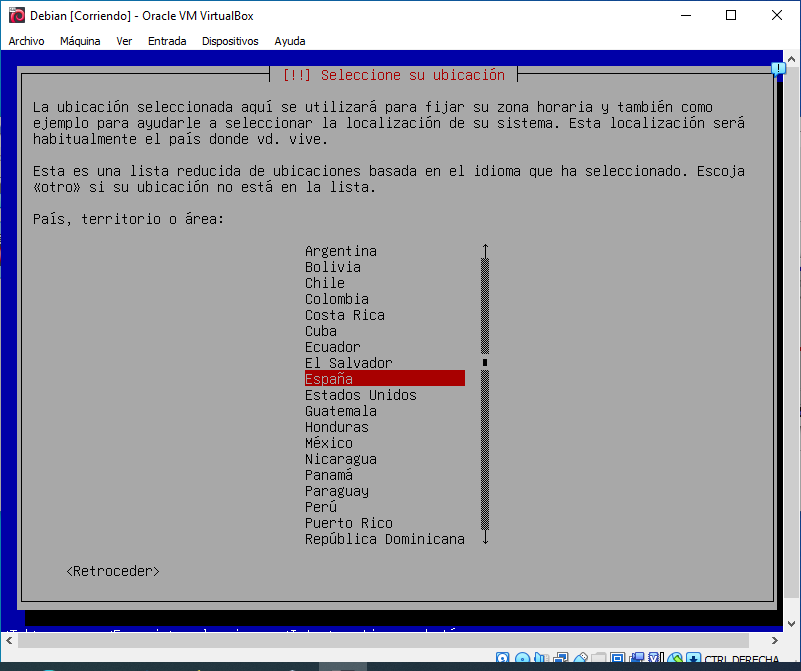 Debian [Corriendo] - Oracle VM VirtualBox
Archivo Máquina Ver Entrada Dispositivos Ayuda
[!!] Seleccione su ubicación
La ubicación seleccionada aquí se utilizará para fijar su zona horaria y también como
ejemplo para ayudarle a seleccionar la localización de su sistema. Esta localización será
habitualmente el país donde vd. vive.
Esta es una lista reducida de ubicaciones basada en el idioma que ha seleccionado. Escoja
«otro» si su ubicación no está en la lista.
País, territorio o área:
Argentina
Bolivia
Chile
Colombia
Costa Rica
Cuba
Ecuador
El Salvador
España
Estados Unidos
Guatemala
Honduras
México
Nicaragua
Panamá
Paraguay
Perú
Puerto Rico
República Dominicana
<Retroceder>
CTRL DERECHA